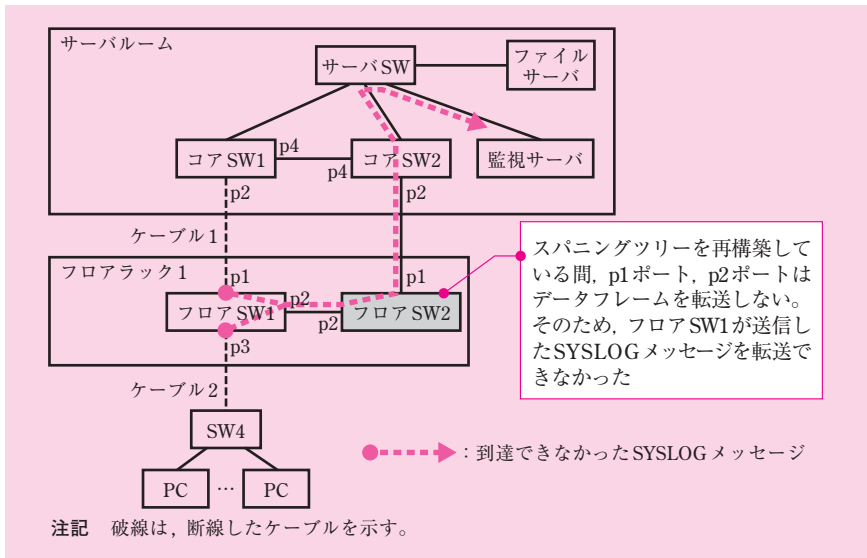 サーバルーム
サーバSW
ファイル
サーバ
コアSW1
p4
p4
コアSW2
監視サーバ
p2
p2
ケーブル1
フロアラック1
p1
p1
フロアSW1
p2
p2
フロアSW2
p3
スパニングツリーを再構築して
いる間，p1ポート，p2ポートは
データフレームを転送しない。
そのため，フロアSW1が送信し
たSYSLOGメッセージを転送で
きなかった
ケーブル2
SW4
PC
…
PC
：到達できなかったSYSLOGメッセージ
注記　破線は，断線したケーブルを示す。